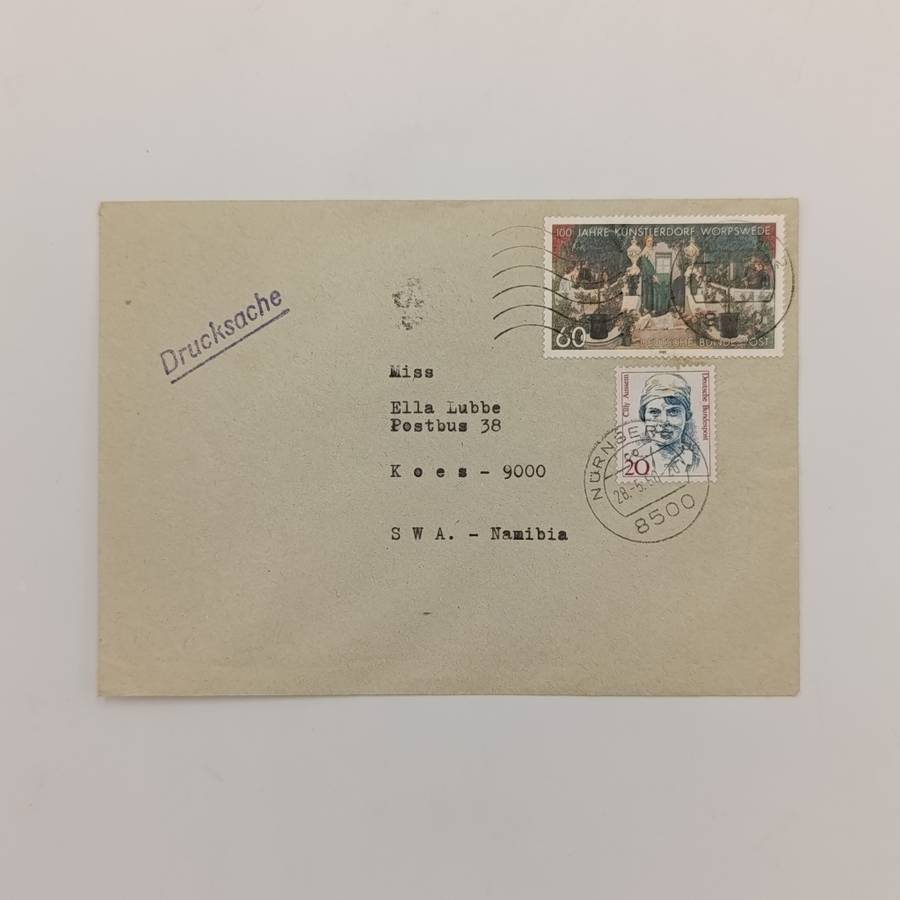 100 JAHRE KÜNSTLERDORF WORPSWEDE
60
DEUTSCHE BUNDESPOST
Drucksache
Miss
Ella Lubbe
Postbus 38
K o e s - 9000
S W A. - Namibia
Cilly Aussem
Deutsche Bundespost
20
8500